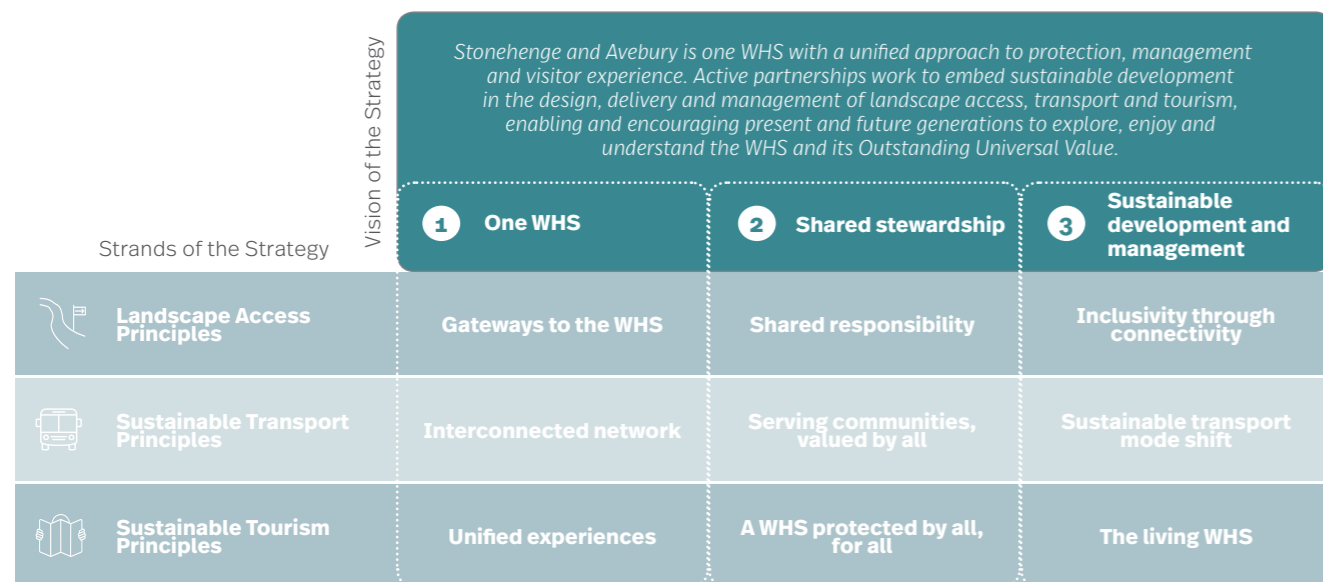 Vision of the Strategy
Stonehenge and Avebury is one WHS with a unified approach to protection, management
and visitor experience. Active partnerships work to embed sustainable development
in the design, delivery and management of landscape access, transport and tourism,
enabling and encouraging present and future generations to explore, enjoy and
understand the WHS and its Outstanding Universal Value.
Strands of the Strategy
1 One WHS
2 Shared stewardship
3 Sustainable
development and
management
Landscape Access
Principles
Gateways to the WHS
Shared responsibility
Inclusivity through
connectivity
Sustainable Transport
Principles
Interconnected network
Serving communities,
valued by all
Sustainable transport
mode shift
Sustainable Tourism
Principles
Unified experiences
A WHS protected by all,
for all
The living WHS